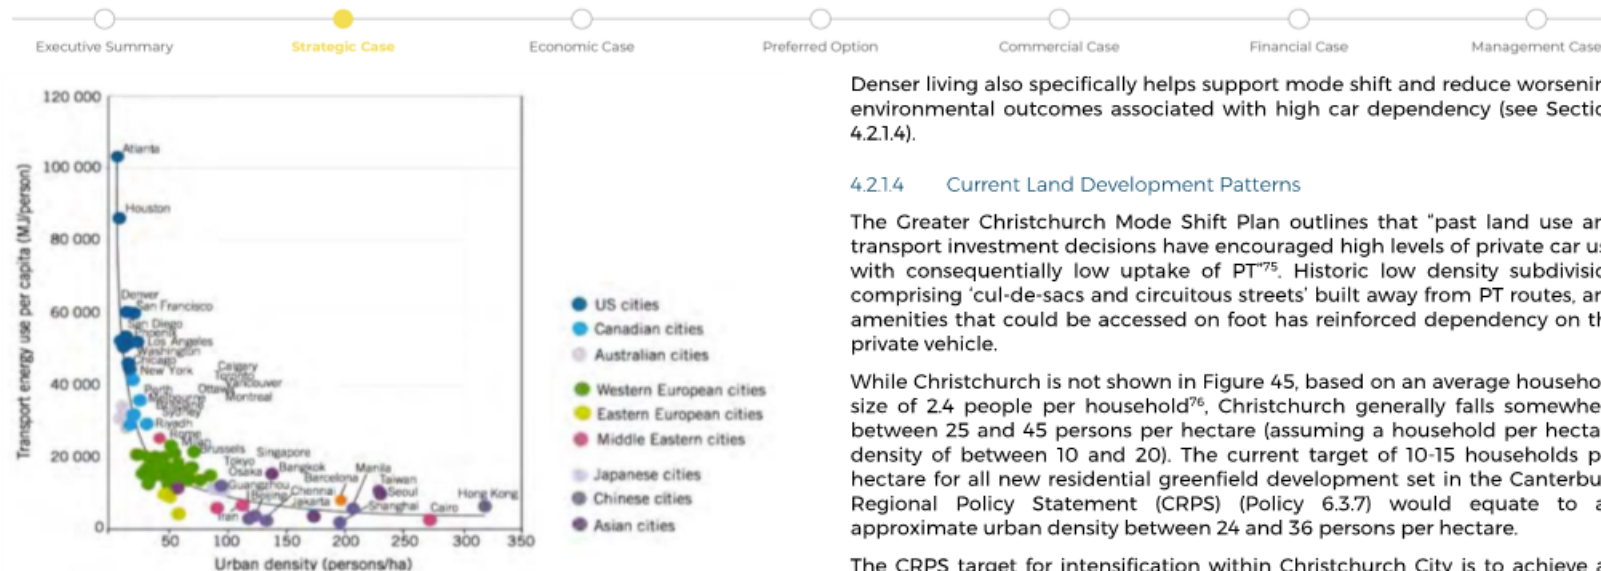 Executive Summary
Strategic Case
Economic Case
Preferred Option
Commercial Case
Financial Case
Management Case
120 000
100 000
80 000
60 000
40 000
20 000
0
Transport energy use per capita (MJ/person)
Atlanta
Houston
Denver
San Francisco
San Diego
Phoenix
Los Angeles
Washington
Chicago
New York
Calgary
Toronto
Ottawa
Vancouver
Montreal
Perth
Melbourne
Brisbane
Sydney
Riyadh
Rome
Milan
Brussels
Singapore
Tokyo
Osaka
Bangkok
Manila
Barcelona
Taiwan
Guangzhou
Beijing
Chennai
Seoul
Jakarta
Shanghai
Cairo
Hong Kong
Iran
50
100
150
200
250
300
350
Urban density (persons/ha)
US cities
Canadian cities
Australian cities
Western European cities
Eastern European cities
Middle Eastern cities
Japanese cities
Chinese cities
Asian cities
Denser living also specifically helps support mode shift and reduce worsenin
environmental outcomes associated with high car dependency (see Sectio
4.2.1.4).
4.2.1.4 Current Land Development Patterns
The Greater Christchurch Mode Shift Plan outlines that “past land use an
transport investment decisions have encouraged high levels of private car us
with consequentially low uptake of PT”75. Historic low density subdivisio
comprising ‘cul-de-sacs and circuitous streets’ built away from PT routes, an
amenities that could be accessed on foot has reinforced dependency on th
private vehicle.
While Christchurch is not shown in Figure 45, based on an average househo
size of 2.4 people per household76, Christchurch generally falls somewhe
between 25 and 45 persons per hectare (assuming a household per hecta
density of between 10 and 20). The current target of 10-15 households p
hectare for all new residential greenfield development set in the Canterbu
Regional Policy Statement (CRPS) (Policy 6.3.7) would equate to a
approximate urban density between 24 and 36 persons per hectare.
The CRPS target for intensification within Christchurch City is to achieve a